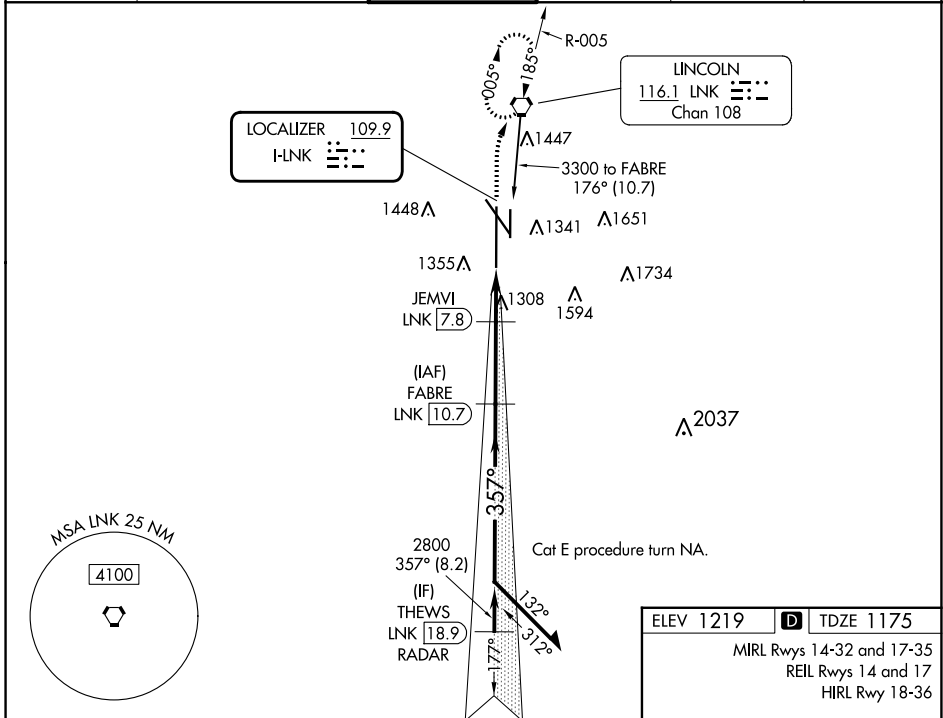 R-005
005°
185°
LINCOLN
116.1 LNK
Chan 108
LOCALIZER 109.9
I-LNK
1447
3300 to FABRE
176° (10.7)
1448
1341
1651
1355
1734
JEMVI
LNK 7.8
1308
1594
(IAF)
FABRE
LNK 10.7
2037
357°
MSA LNK 25 NM
4100
2800
357° (8.2)
Cat E procedure turn NA.
(IF)
THEWS
LNK 18.9
RADAR
132°
312°
177°
ELEV 1219 D TDZE 1175
MIRL Rwys 14-32 and 17-35
REIL Rwys 14 and 17
HIRL Rwy 18-36